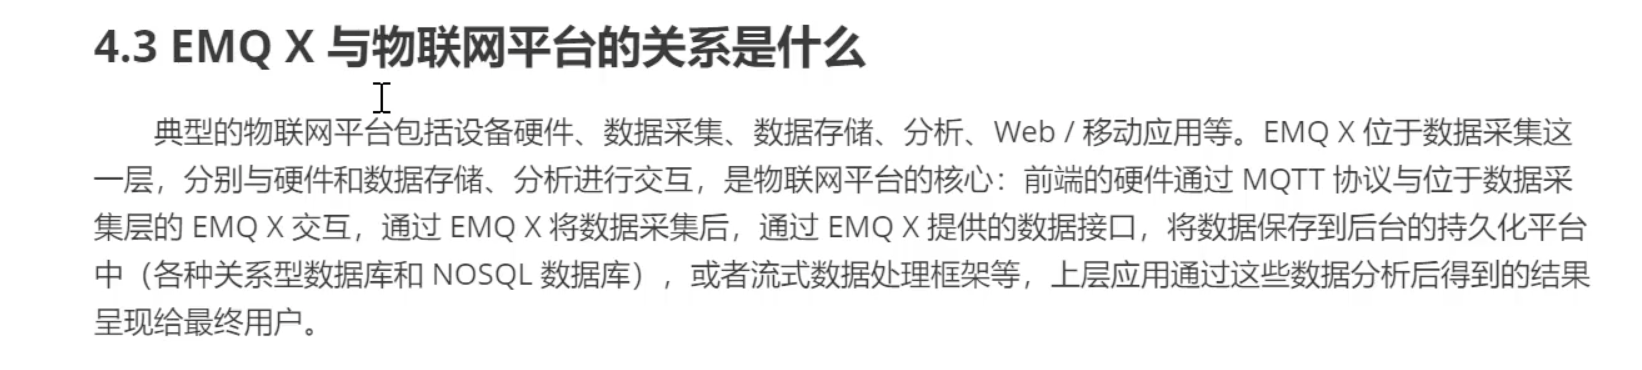 4.3 EMQ X 与物联网平台的关系是什么
典型的物联网平台包括设备硬件、数据采集、数据存储、分析、Web / 移动应用等。EMQ X 位于数据采集这
一层，分别与硬件和数据存储、分析进行交互，是物联网平台的核心：前端的硬件通过 MQTT 协议与位于数据采
集层的 EMQ X 交互，通过 EMQ X 将数据采集后，通过 EMQ X 提供的数据接口，将数据保存到后台的持久化平台
中（各种关系型数据库和 NOSQL 数据库），或者流式数据处理框架等，上层应用通过这些数据分析后得到的结果
呈现给最终用户。